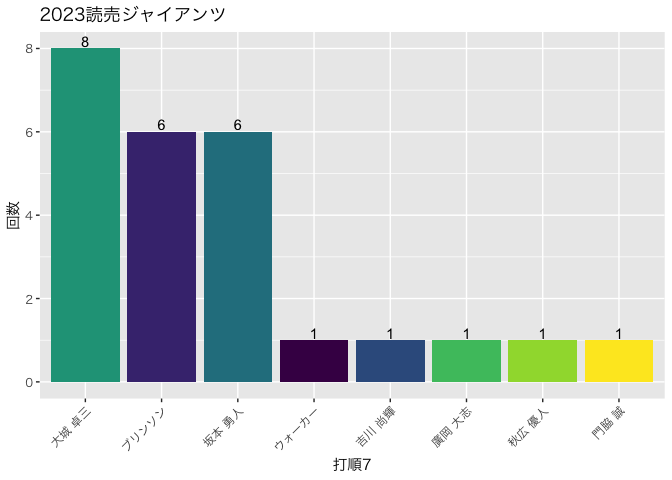 2023読売ジャイアンツ
回数
8
6
4
2
0
8
6
6
1
1
1
1
1
大城 卓三
ブリンソン
坂本 勇人
ウォーカー
吉川 尚輝
廣岡 大志
秋広 優人
門脇 誠
打順7